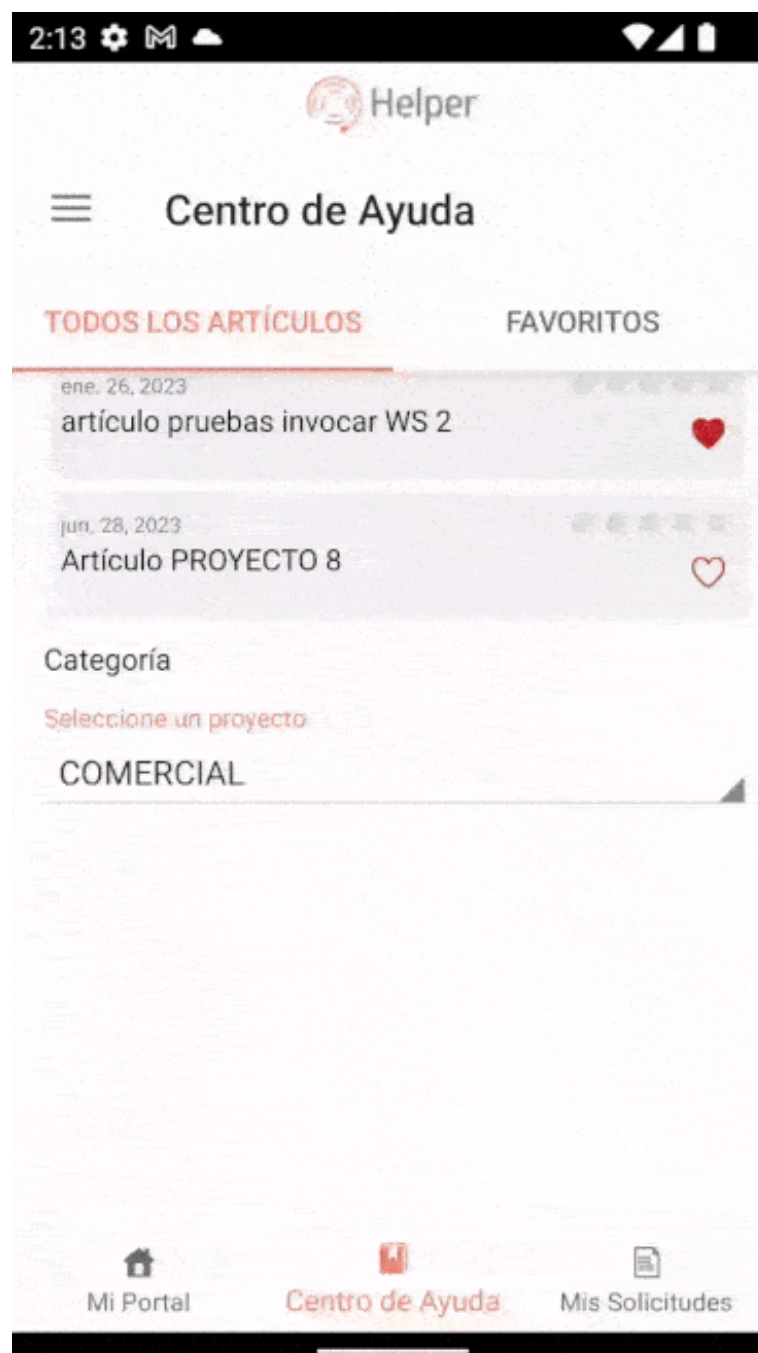 2:13
Helper
Centro de Ayuda
TODOS LOS ARTÍCULOS FAVORITOS
ene. 26, 2023
artículo pruebas invocar WS 2
jun. 28, 2023
Artículo PROYECTO 8
Categoría
Seleccione un proyecto
COMERCIAL
Mi Portal Centro de Ayuda Mis Solicitudes